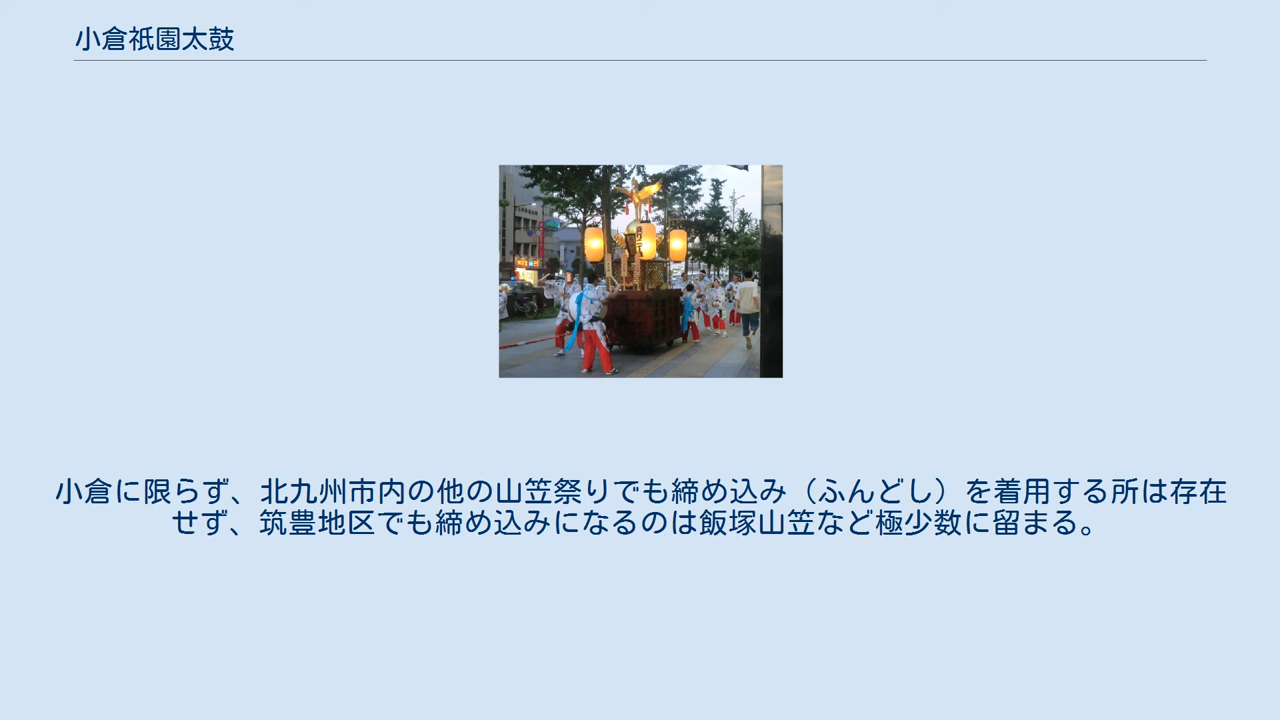 小倉祇園太鼓
小倉に限らず、北九州市内の他の山笠祭りでも締め込み（ふんどし）を着用する所は存在
せず、筑豊地区でも締め込みになるのは飯塚山笠など極少数に留まる。